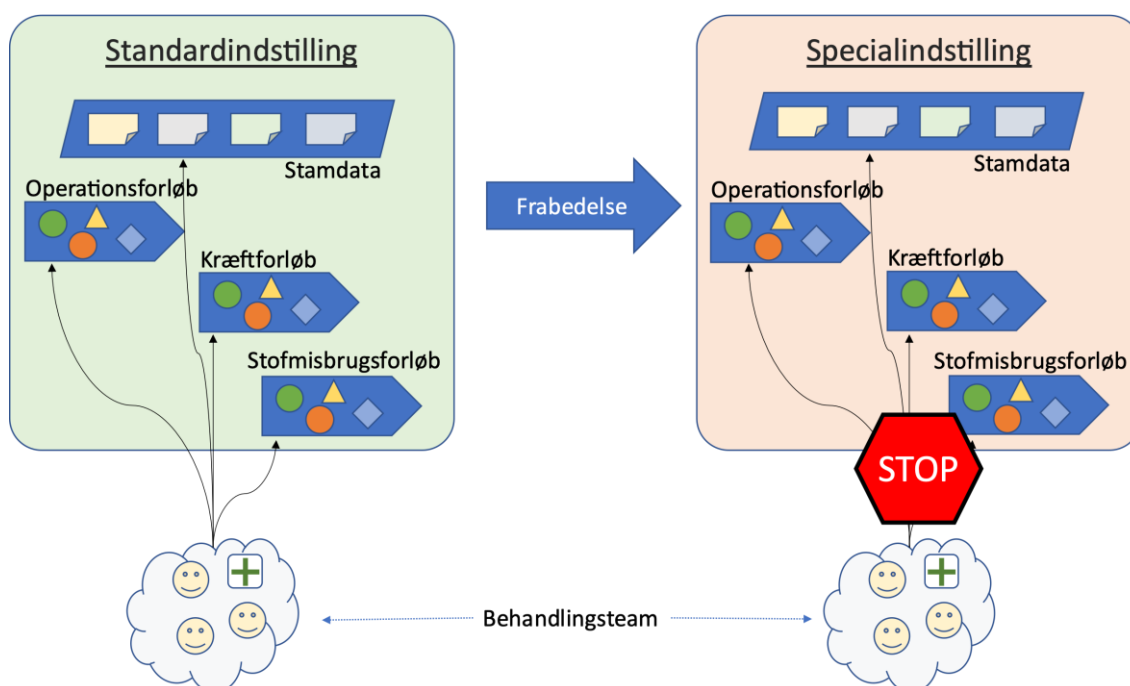 Standardindstilling
Stamdata
Operationsforløb
Kræftforløb
Stofmisbrugsforløb
Frabedelse
Specialindstilling
Stamdata
Operationsforløb
Kræftforløb
Stofmisbrugsforløb
STOP
Behandlingsteam